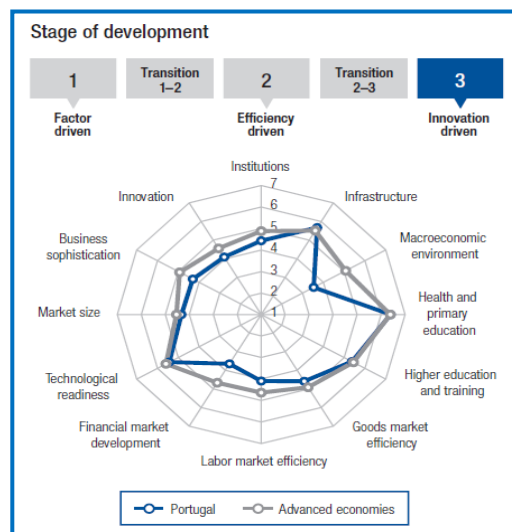 Stage of development
1
Transition
1–2
2
Transition
2–3
3
Factor
driven
Efficiency
driven
Innovation
driven
Institutions
Infrastructure
Macroeconomic
environment
Health and
primary
education
Higher education
and training
Goods market
efficiency
Labor market efficiency
Financial market
development
Technological
readiness
Market size
Business
sophistication
Innovation
7
6
5
4
3
2
1
Portugal
Advanced economies